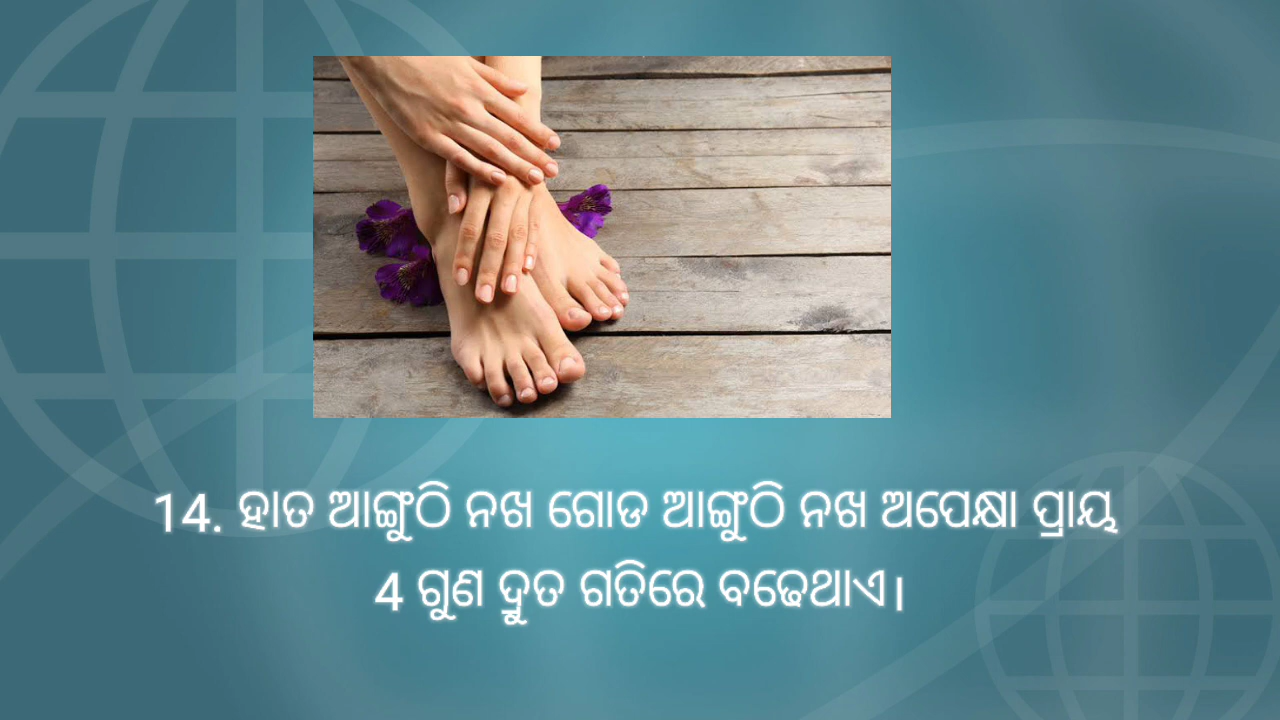 14. ହାତ ଆଙ୍ଗୁଠି ନଖ ଗୋଡ ଆଙ୍ଗୁଠି ନଖ ଅପେକ୍ଷା ପ୍ରାୟ
4 ଗୁଣ ଦ୍ରୁତ ଗତିରେ ବଢେଥାଏ।